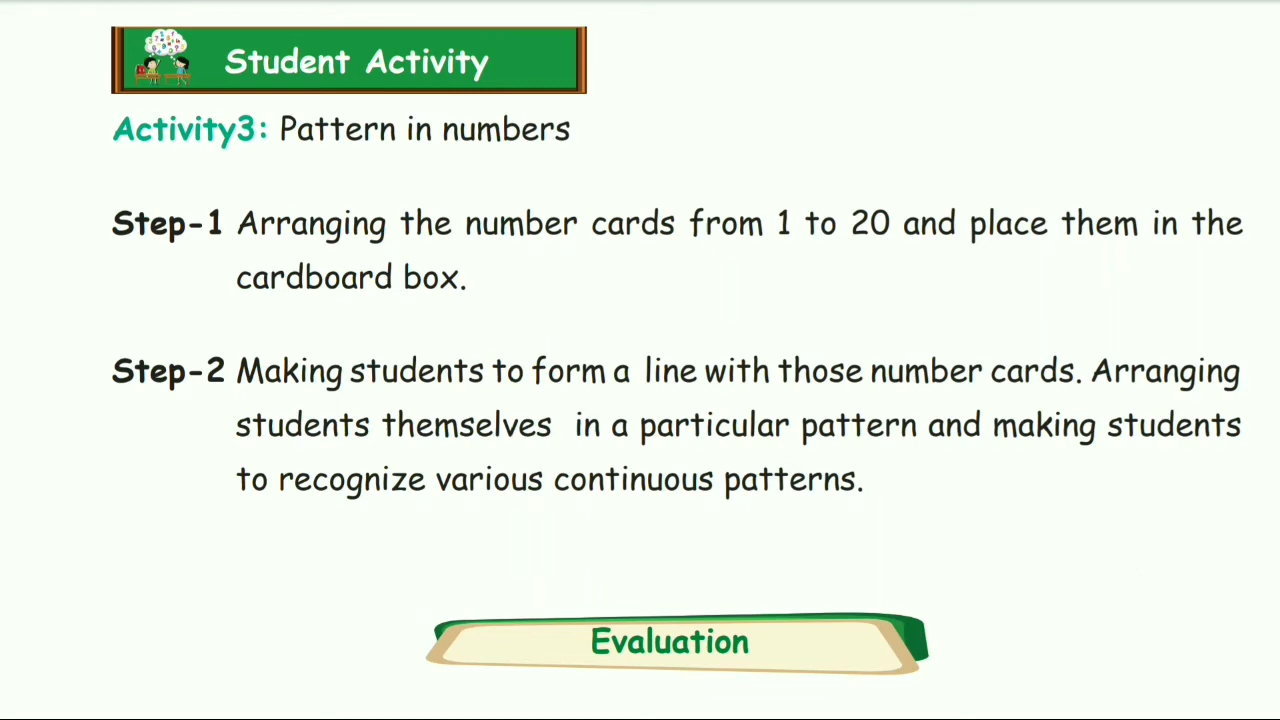 Student Activity
Activity3: Pattern in numbers
Step-1 Arranging the number cards from 1 to 20 and place them in the
cardboard box.
Step-2 Making students to form a line with those number cards. Arranging
students themselves in a particular pattern and making students
to recognize various continuous patterns.
Evaluation